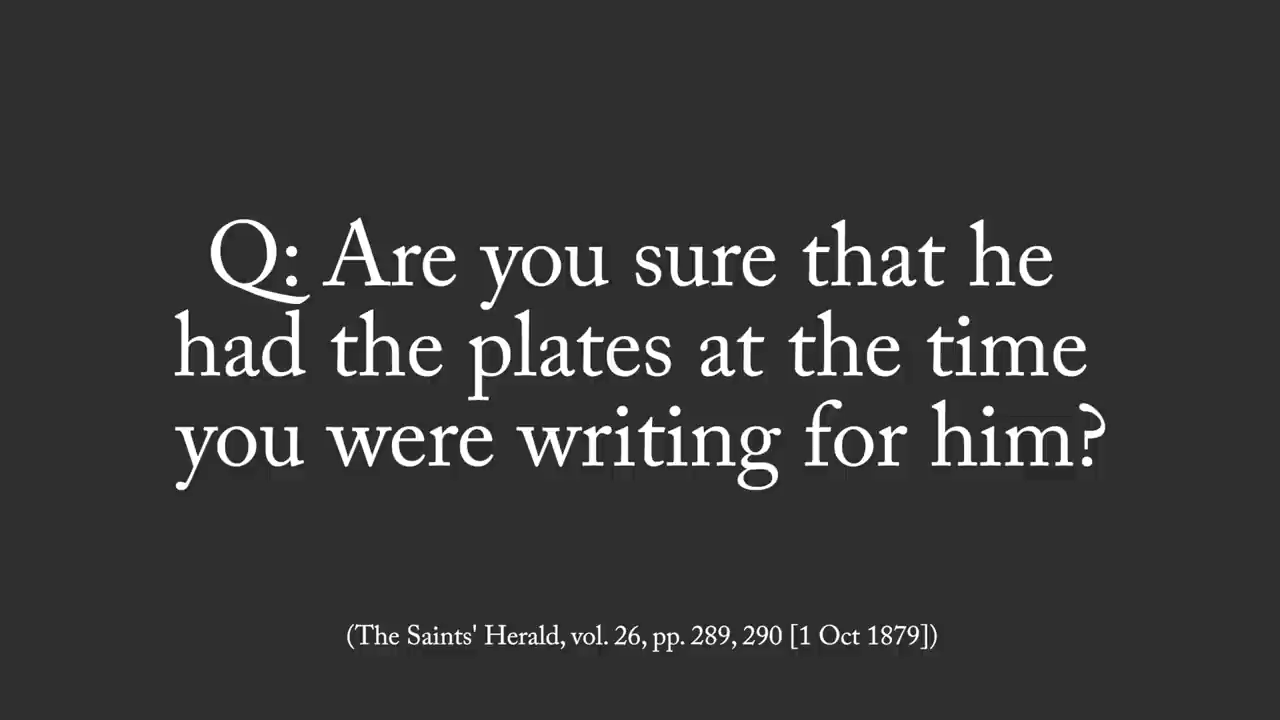 Q: Are you sure that he
had the plates at the time
you were writing for him?
(The Saints' Herald, vol. 26, pp. 289, 290 [1 Oct 1879])